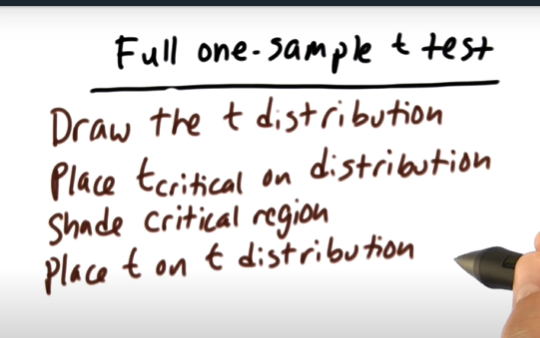 Full one-sample t test
Draw the t distribution
Place tcritical on distribution
Shade critical region
Place t on t distribution